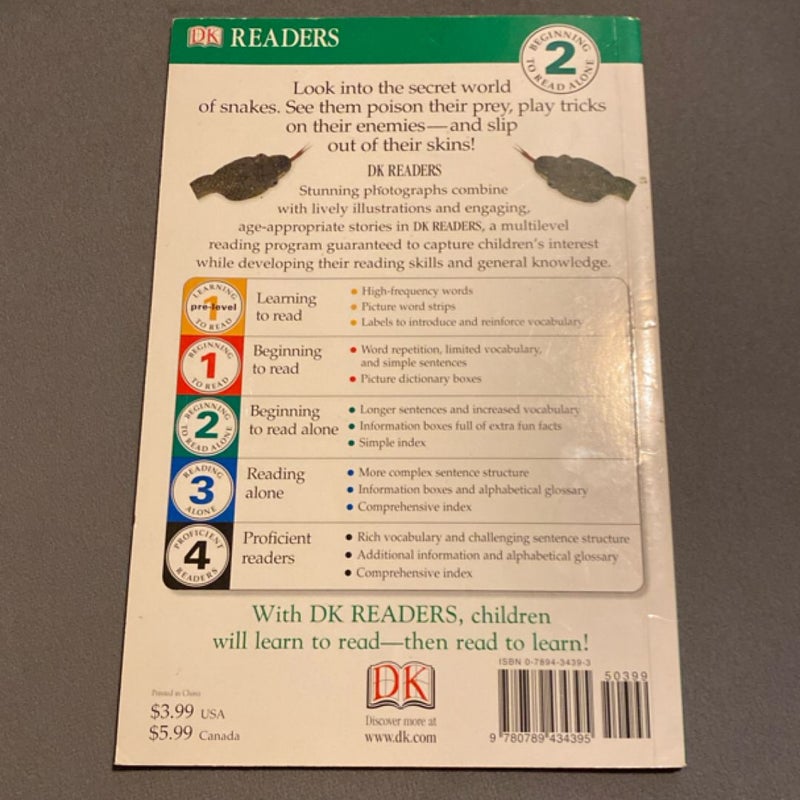 DK READERS
BEGINNING
2
TO READ ALONE
Look into the secret world
of snakes. See them poison their prey, play tricks
on their enemies—and slip
out of their skins!
DK READERS
Stunning photographs combine
with lively illustrations and engaging,
age-appropriate stories in DK READERS, a multilevel
reading program guaranteed to capture children's interest
while developing their reading skills and general knowledge.
LEARNING
1
pre-level
TO READ
Learning
to read
• High-frequency words
• Picture word strips
• Labels to introduce and reinforce vocabulary
BEGINNING
1
TO READ
Beginning
to read
• Word repetition, limited vocabulary,
and simple sentences
• Picture dictionary boxes
BEGINNING
2
TO READ ALONE
Beginning
to read alone
• Longer sentences and increased vocabulary
• Information boxes full of extra fun facts
• Simple index
READING
3
ALONE
Reading
alone
• More complex sentence structure
• Information boxes and alphabetical glossary
• Comprehensive index
PROFICIENT
4
READERS
Proficient
readers
• Rich vocabulary and challenging sentence structure
• Additional information and alphabetical glossary
• Comprehensive index
With DK READERS, children
will learn to read—then read to learn!
Printed in China
$3.99 USA
$5.99 Canada
DK
Discover more at
www.dk.com
ISBN 0-7894-3439-3
50399
9 780789 434395